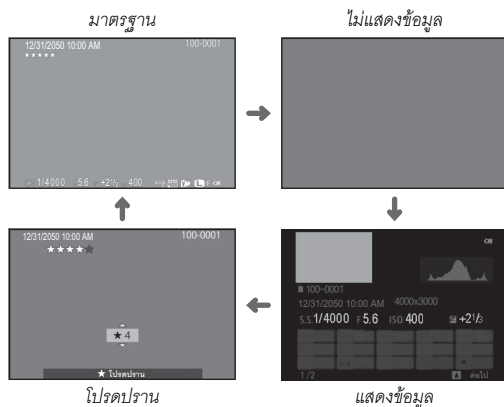 มาตรฐาน
ไม่แสดงข้อมูล
12/31/2050 10:00 AM 100-0001
★★★★★
1/4000 5.6 +2⅓ 400 F
12/31/2050 10:00 AM 100-0001
★★★★★
★4
★ โปรดปราน
100-0001
12/31/2050 10:00 AM 4000x3000
S.S. 1/4000 F 5.6 ISO 400 +2⅓
1/2 ต่อไป
โปรดปราน
แสดงข้อมูล